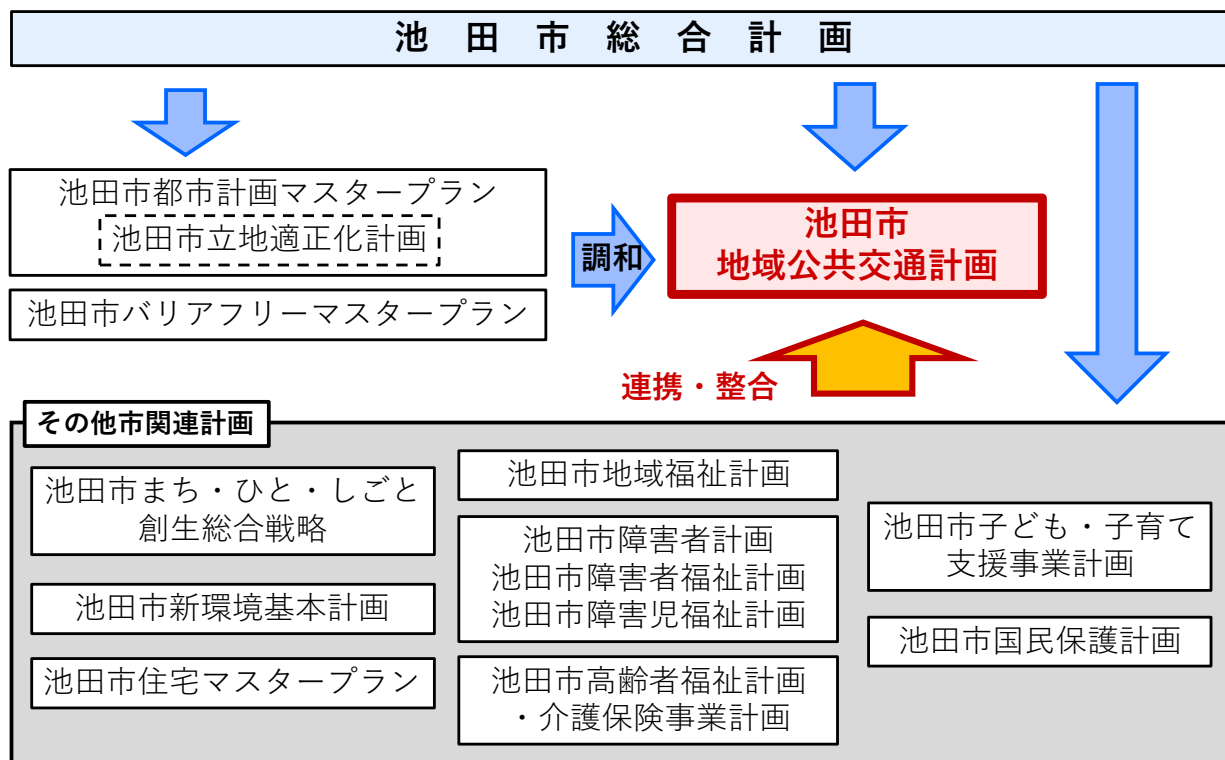 池田市総合計画
池田市都市計画マスタープラン
池田市立地適正化計画
池田市バリアフリーマスタープラン
調和
池田市
地域公共交通計画
連携・整合
その他市関連計画
池田市まち・ひと・しごと
創生総合戦略
池田市新環境基本計画
池田市住宅マスタープラン
池田市地域福祉計画
池田市障害者計画
池田市障害者福祉計画
池田市障害児福祉計画
池田市高齢者福祉計画
・介護保険事業計画
池田市子ども・子育て
支援事業計画
池田市国民保護計画